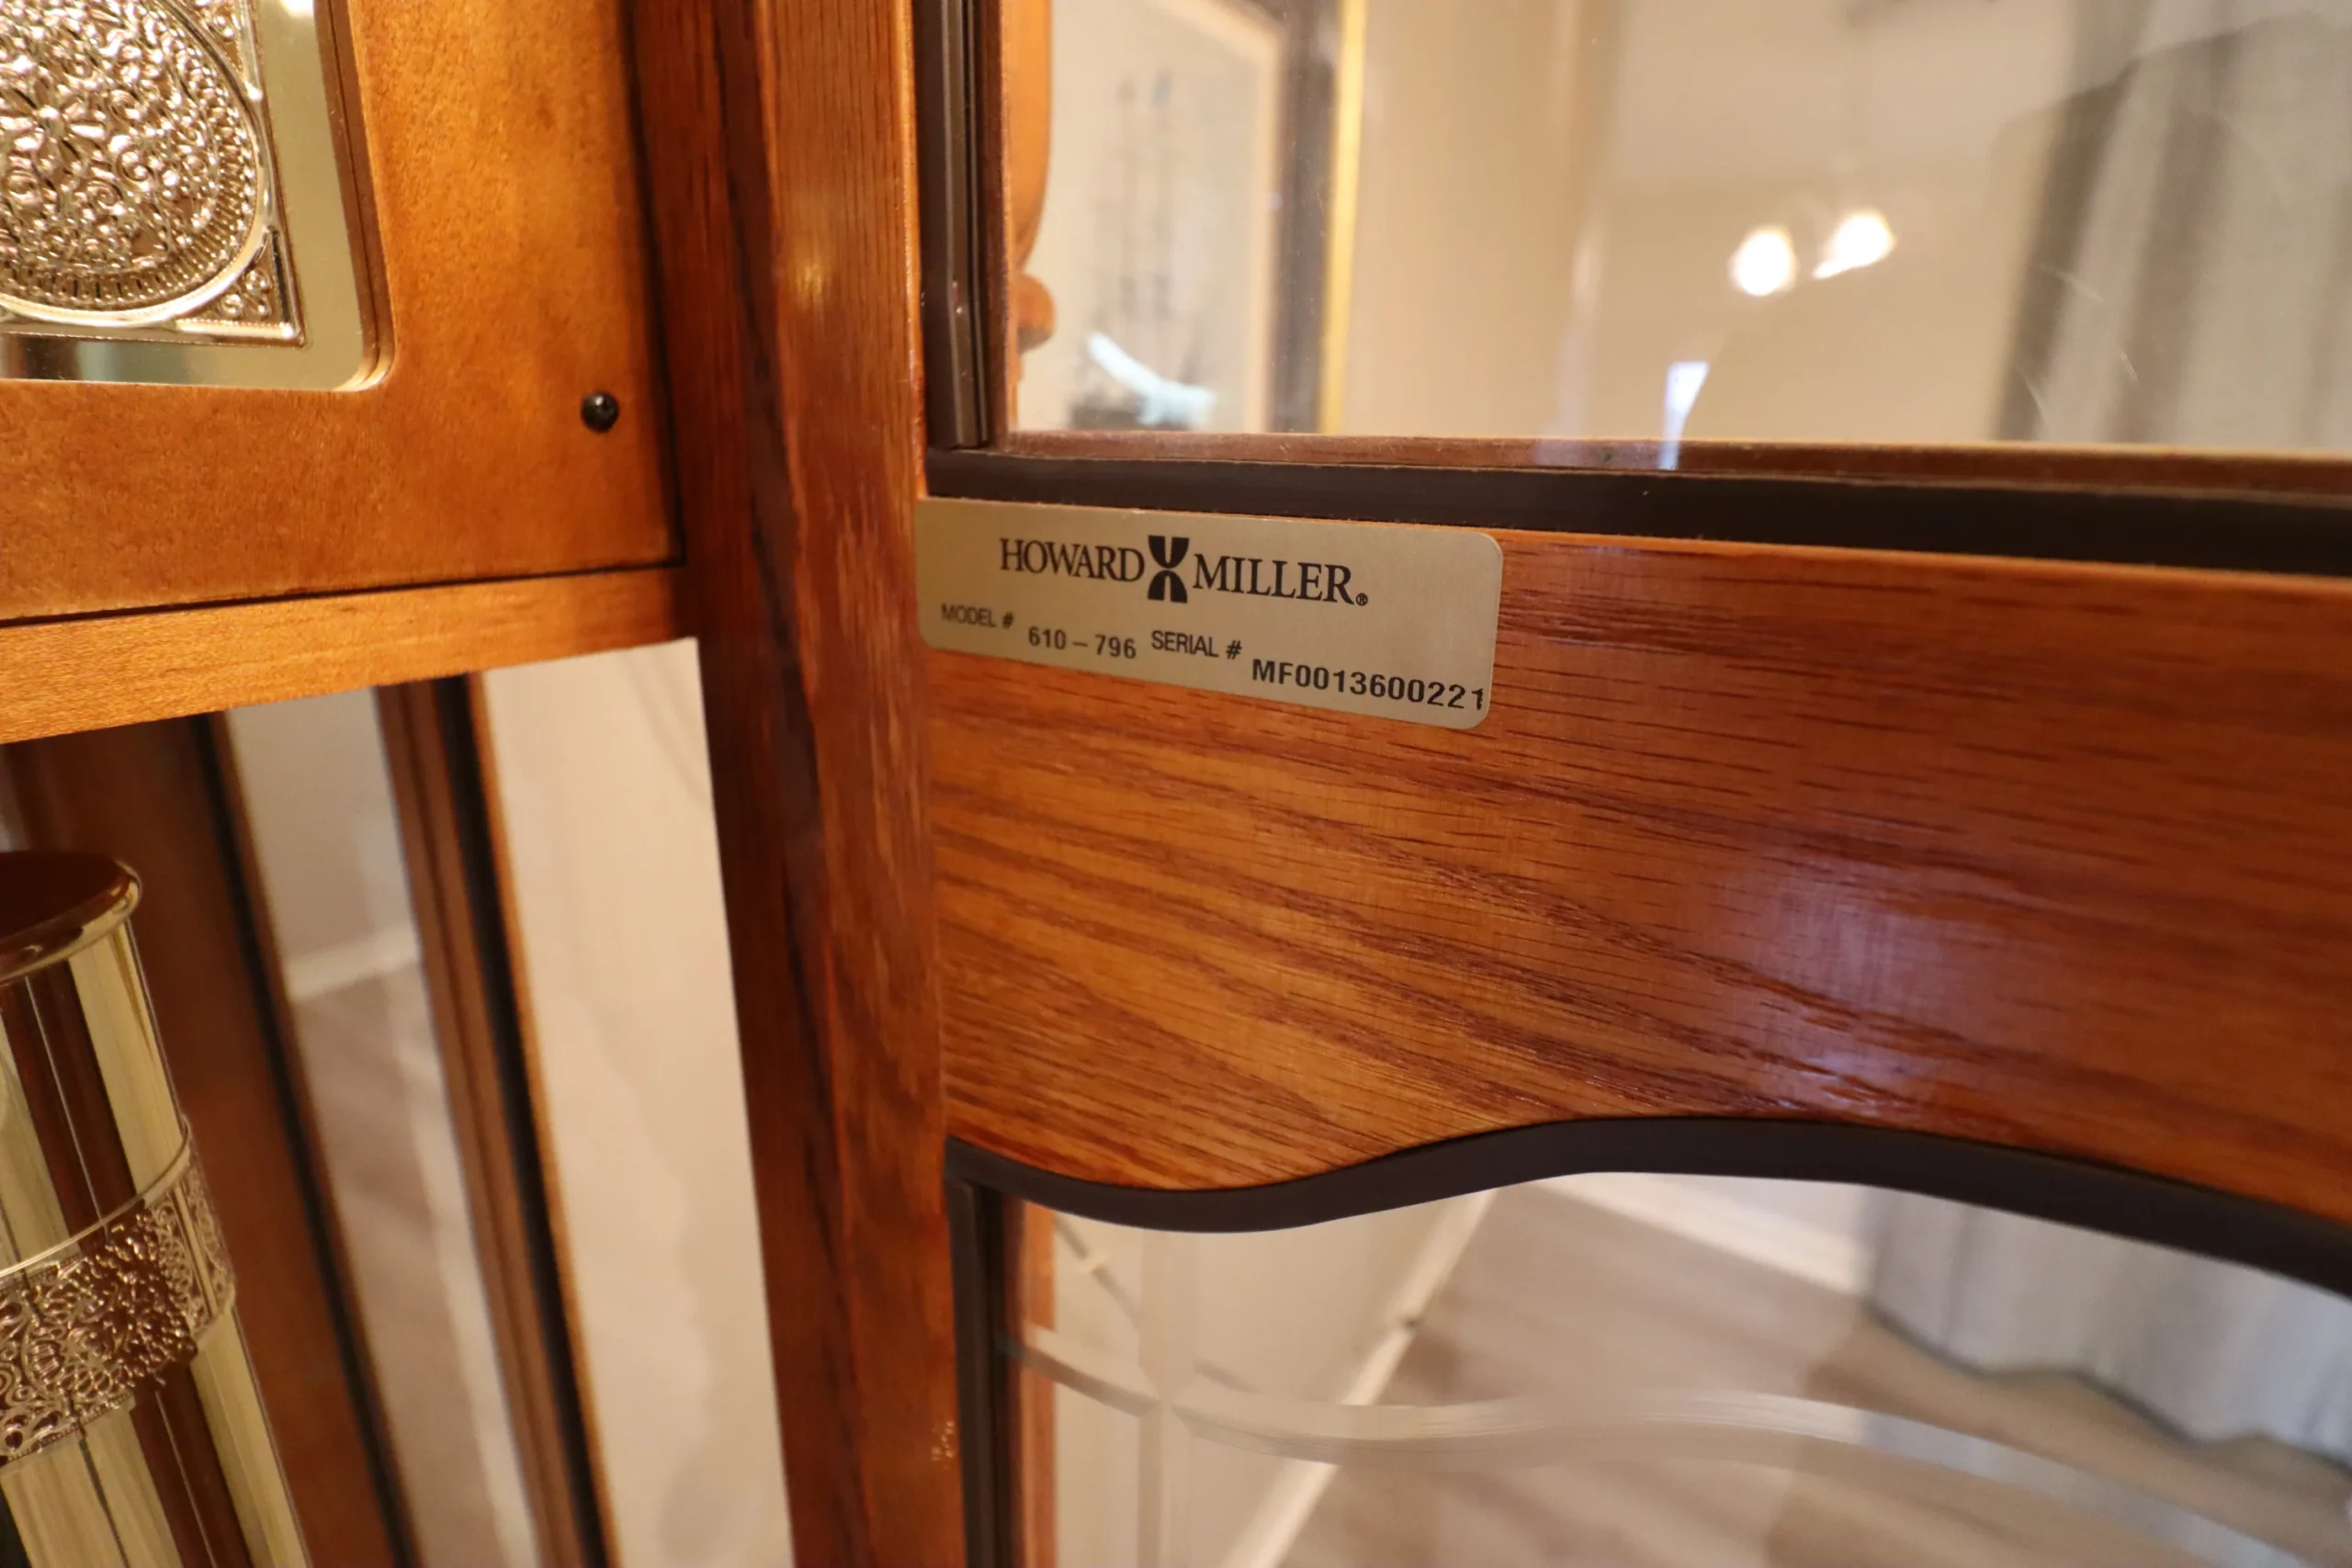 HOWARD MILLER®
MODEL # 610-796 SERIAL # MF0013600221